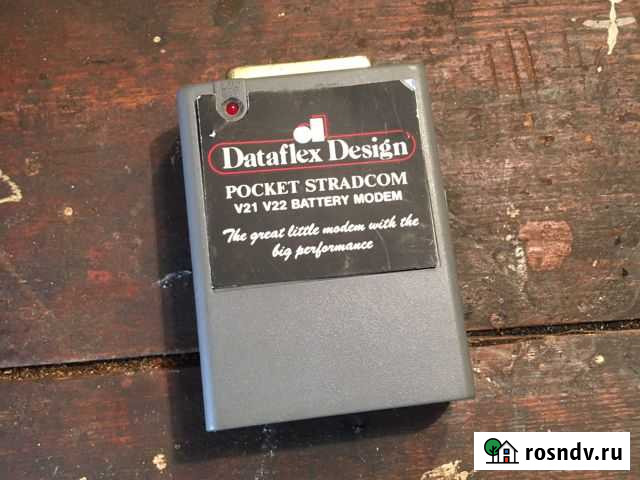 d
Dataflex Design
POCKET STRADCOM
V21 V22 BATTERY MODEM
The great little modem with the
big performance
rosndv.ru